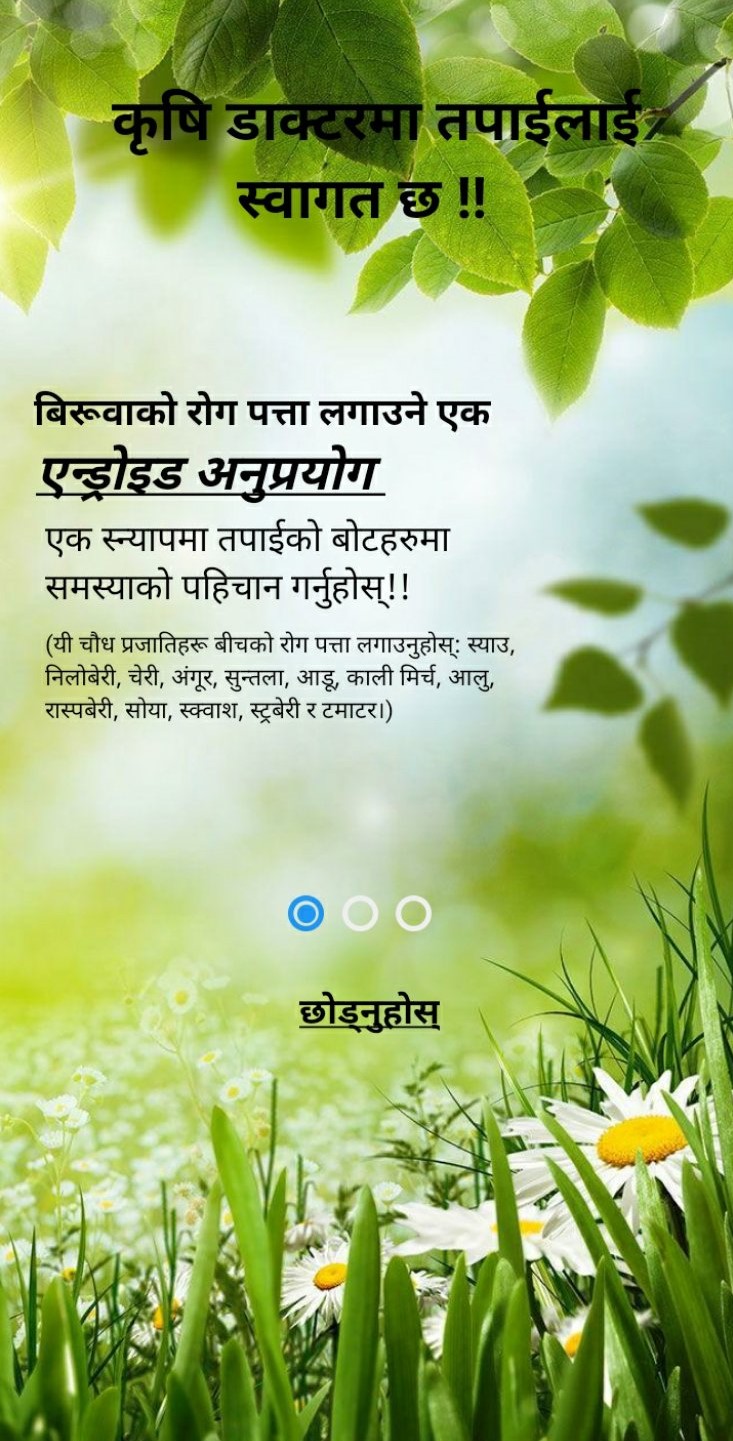 कृषि डाक्टरमा तपाईलाई
स्वागत छ !!
बिरूवाको रोग पत्ता लगाउने एक
एन्ड्रोइड अनुप्रयोग
एक स्न्यापमा तपाईको बोटहरुमा
समस्याको पहिचान गर्नुहोस्!!
(यी चौध प्रजातिहरू बीचको रोग पत्ता लगाउनुहोस्: स्याउ,
निलोबेरी, चेरी, अंगूर, सुन्तला, आडू, काली मिर्च, आलु,
रास्पबेरी, सोया, स्क्वाश, स्ट्रबेरी र टमाटर।)
छोड्नुहोस्